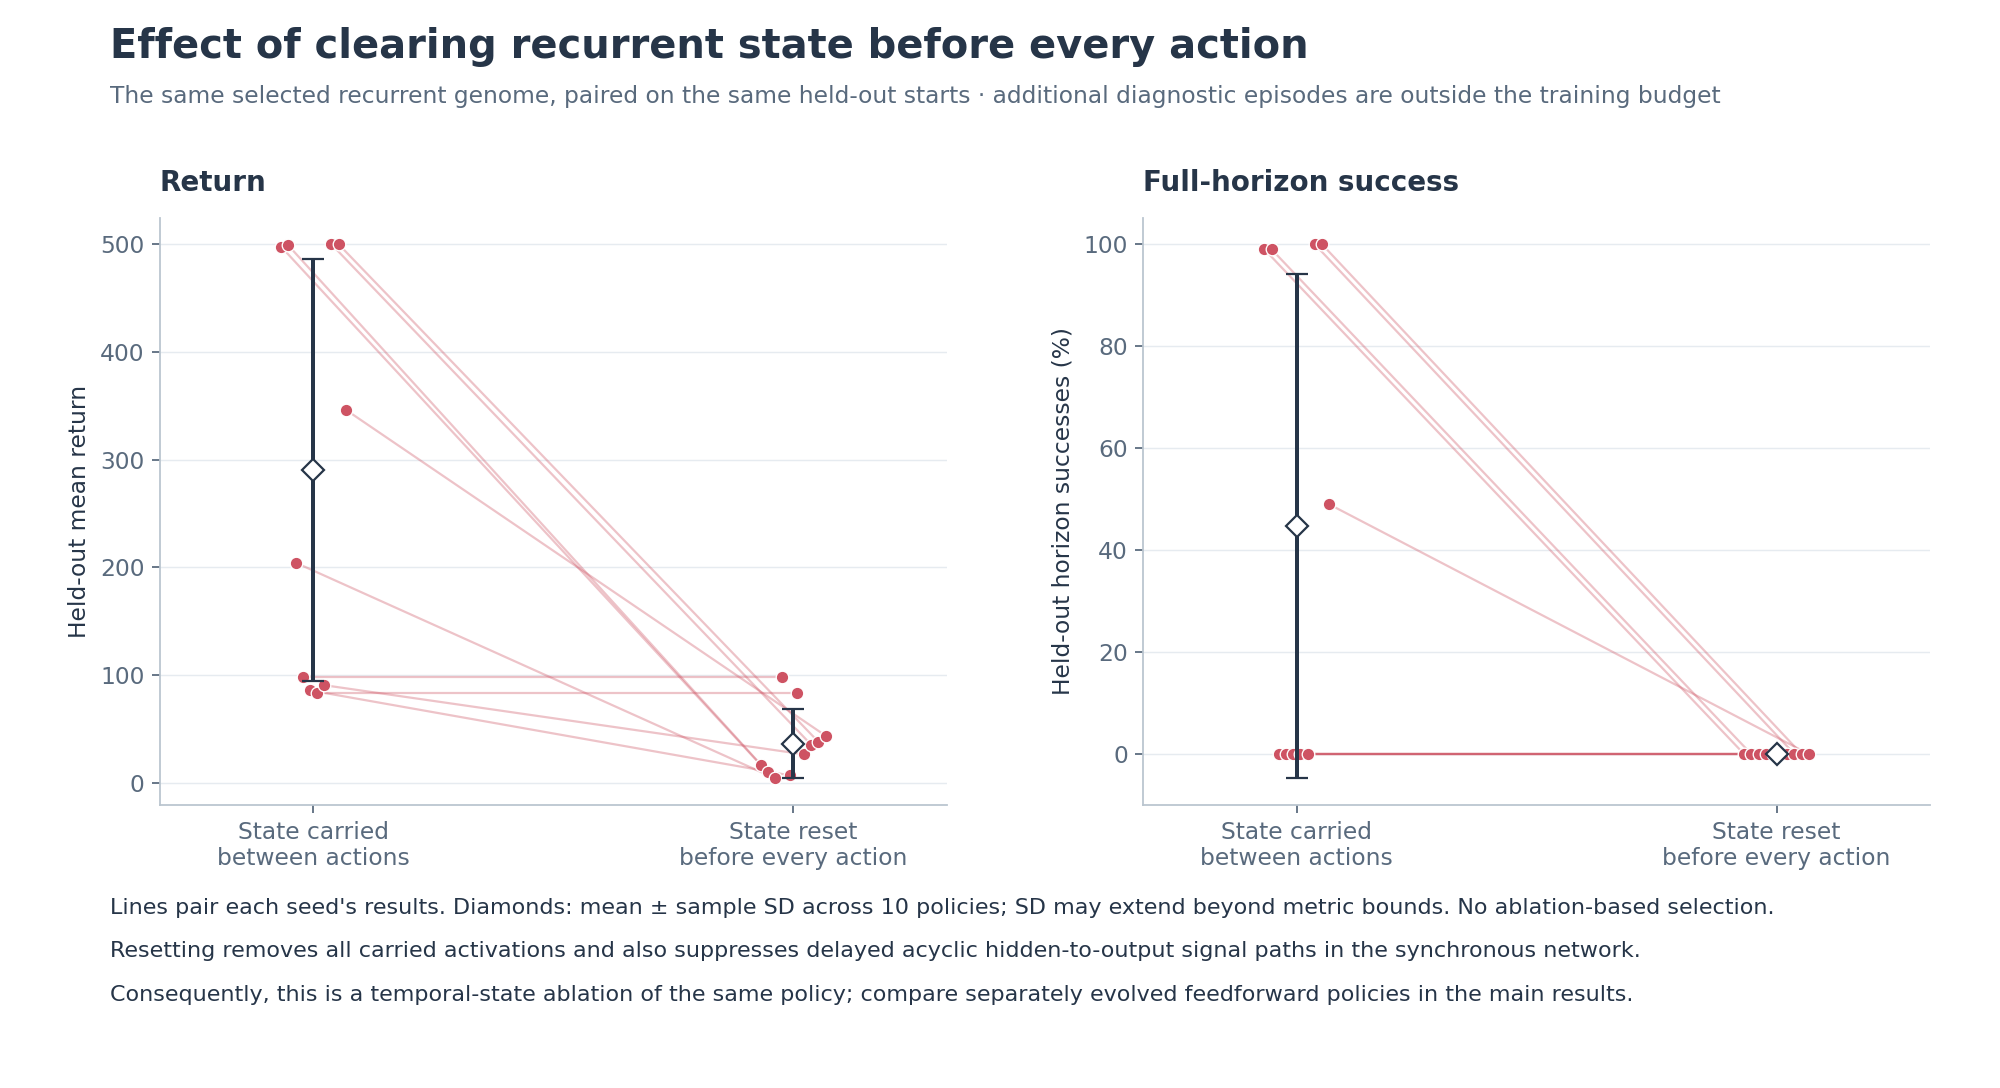 Effect of clearing recurrent state before every action
The same selected recurrent genome, paired on the same held-out starts · additional diagnostic episodes are outside the training budget
Return
Held-out mean return
500
400
300
200
100
0
State carried
between actions
State reset
before every action
Full-horizon success
Held-out horizon successes (%)
100
80
60
40
20
0
State carried
between actions
State reset
before every action
Lines pair each seed's results. Diamonds: mean ± sample SD across 10 policies; SD may extend beyond metric bounds. No ablation-based selection.
Resetting removes all carried activations and also suppresses delayed acyclic hidden-to-output signal paths in the synchronous network.
Consequently, this is a temporal-state ablation of the same policy; compare separately evolved feedforward policies in the main results.